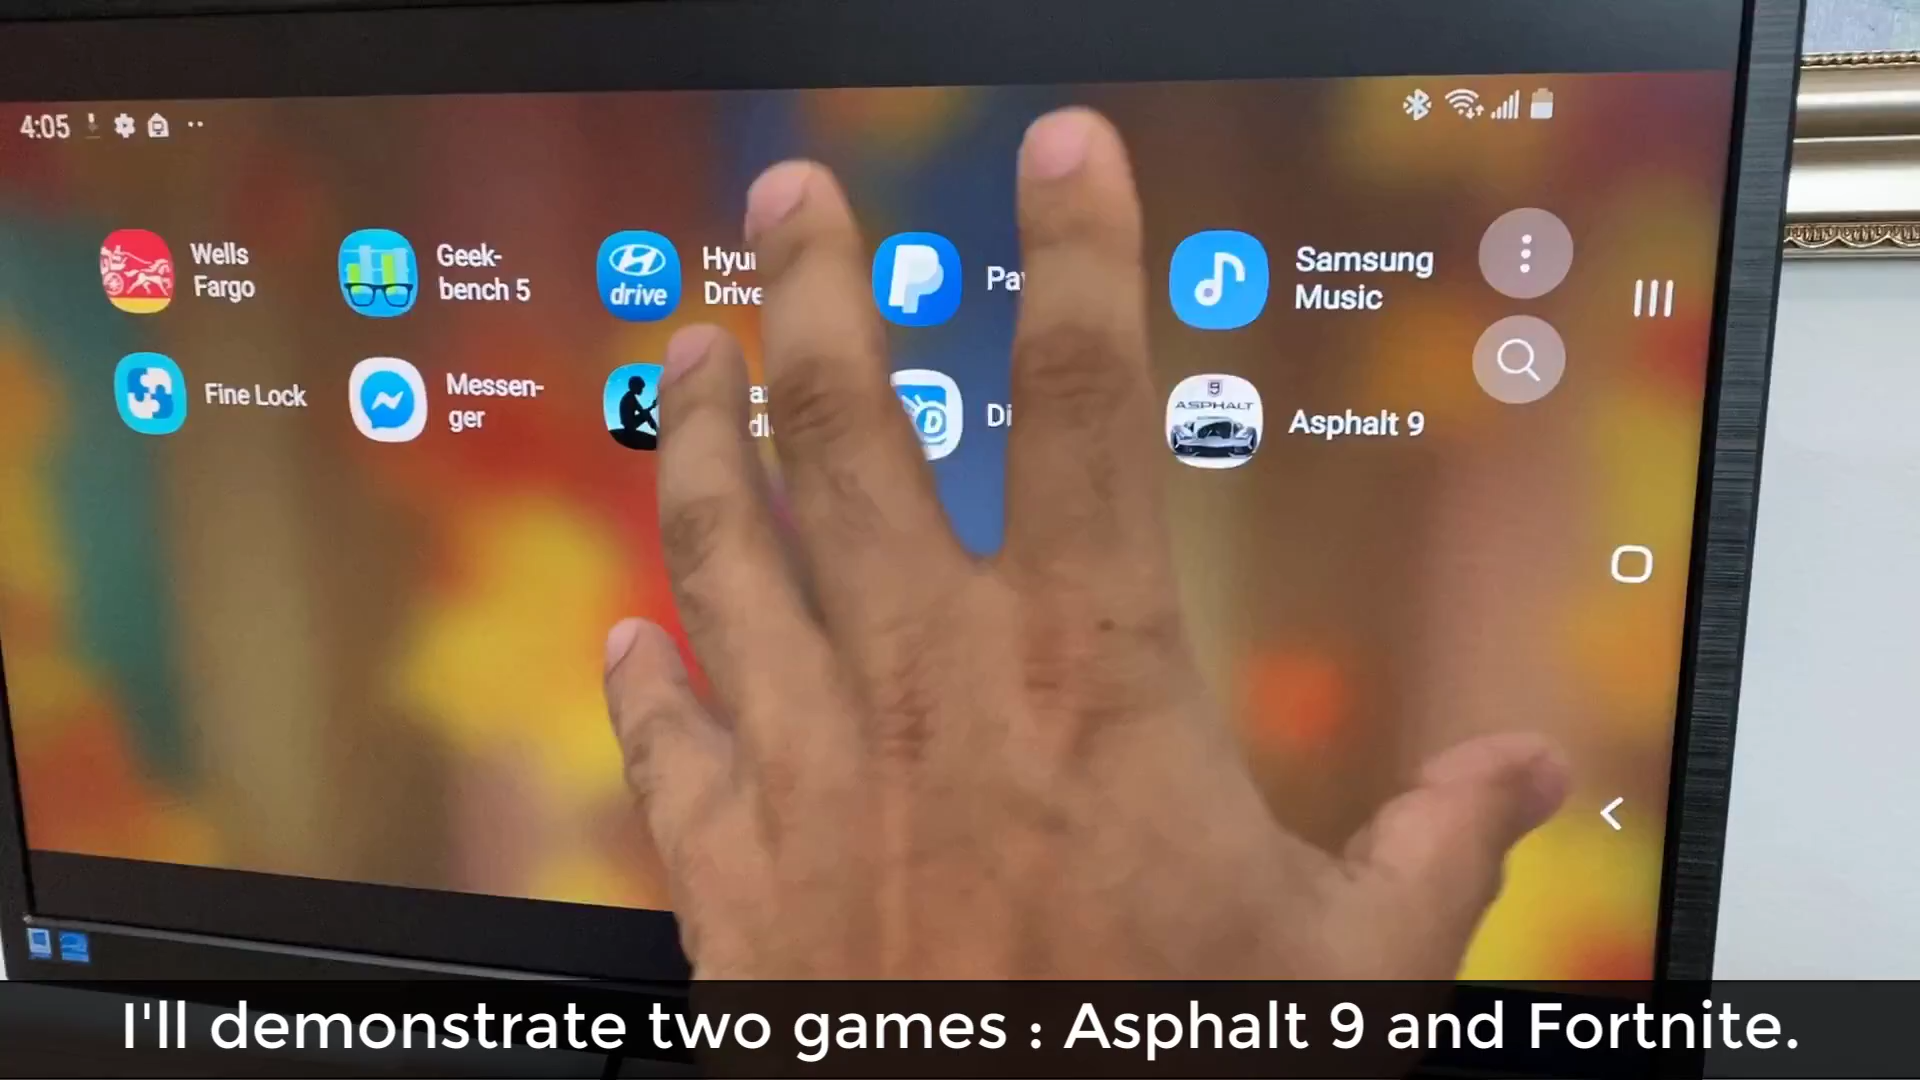 4:05
Wells
Fargo
Geek-
bench 5
drive
Samsung
Music
Fine Lock
Messen-
ger
D
9
ASPHALT
Asphalt 9
I'll demonstrate two games : Asphalt 9 and Fortnite.